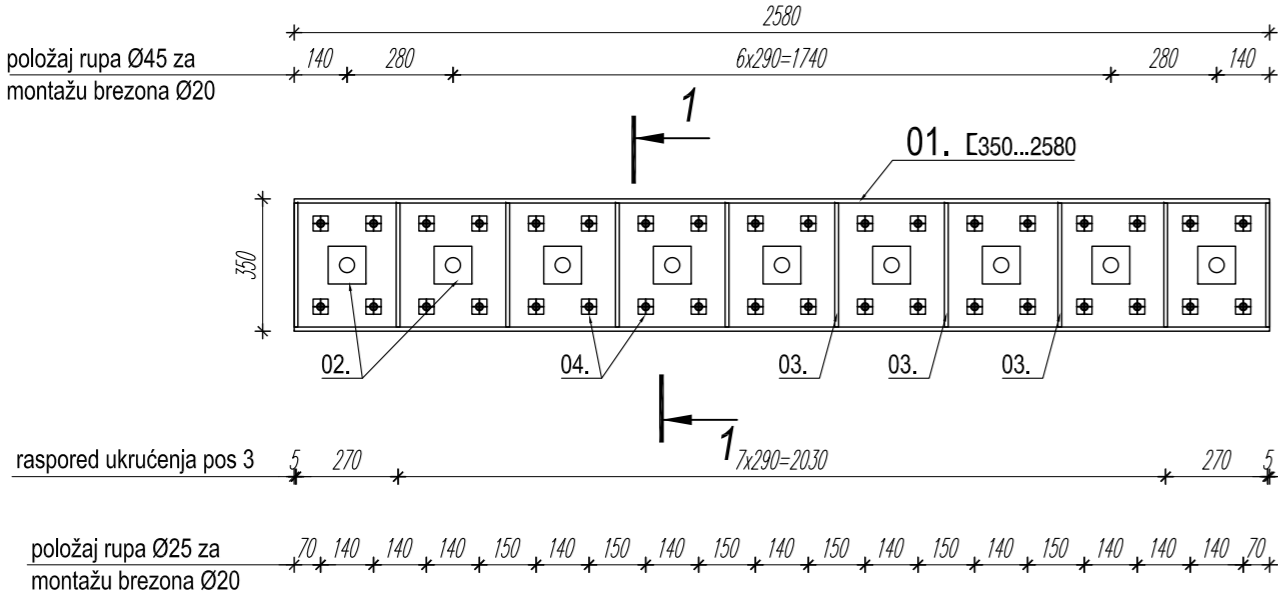 2580
položaj rupa Ø45 za
montažu brezona Ø20
140 280 6x290=1740 280 140
1
01. [350...2580
350
02. 04. 03. 03. 03.
1
raspored ukrućenja pos 3
5 270 7x290=2030 270 5
položaj rupa Ø25 za
montažu brezona Ø20
70 140 140 140 150 140 150 140 150 140 150 140 150 140 150 140 140 140 70